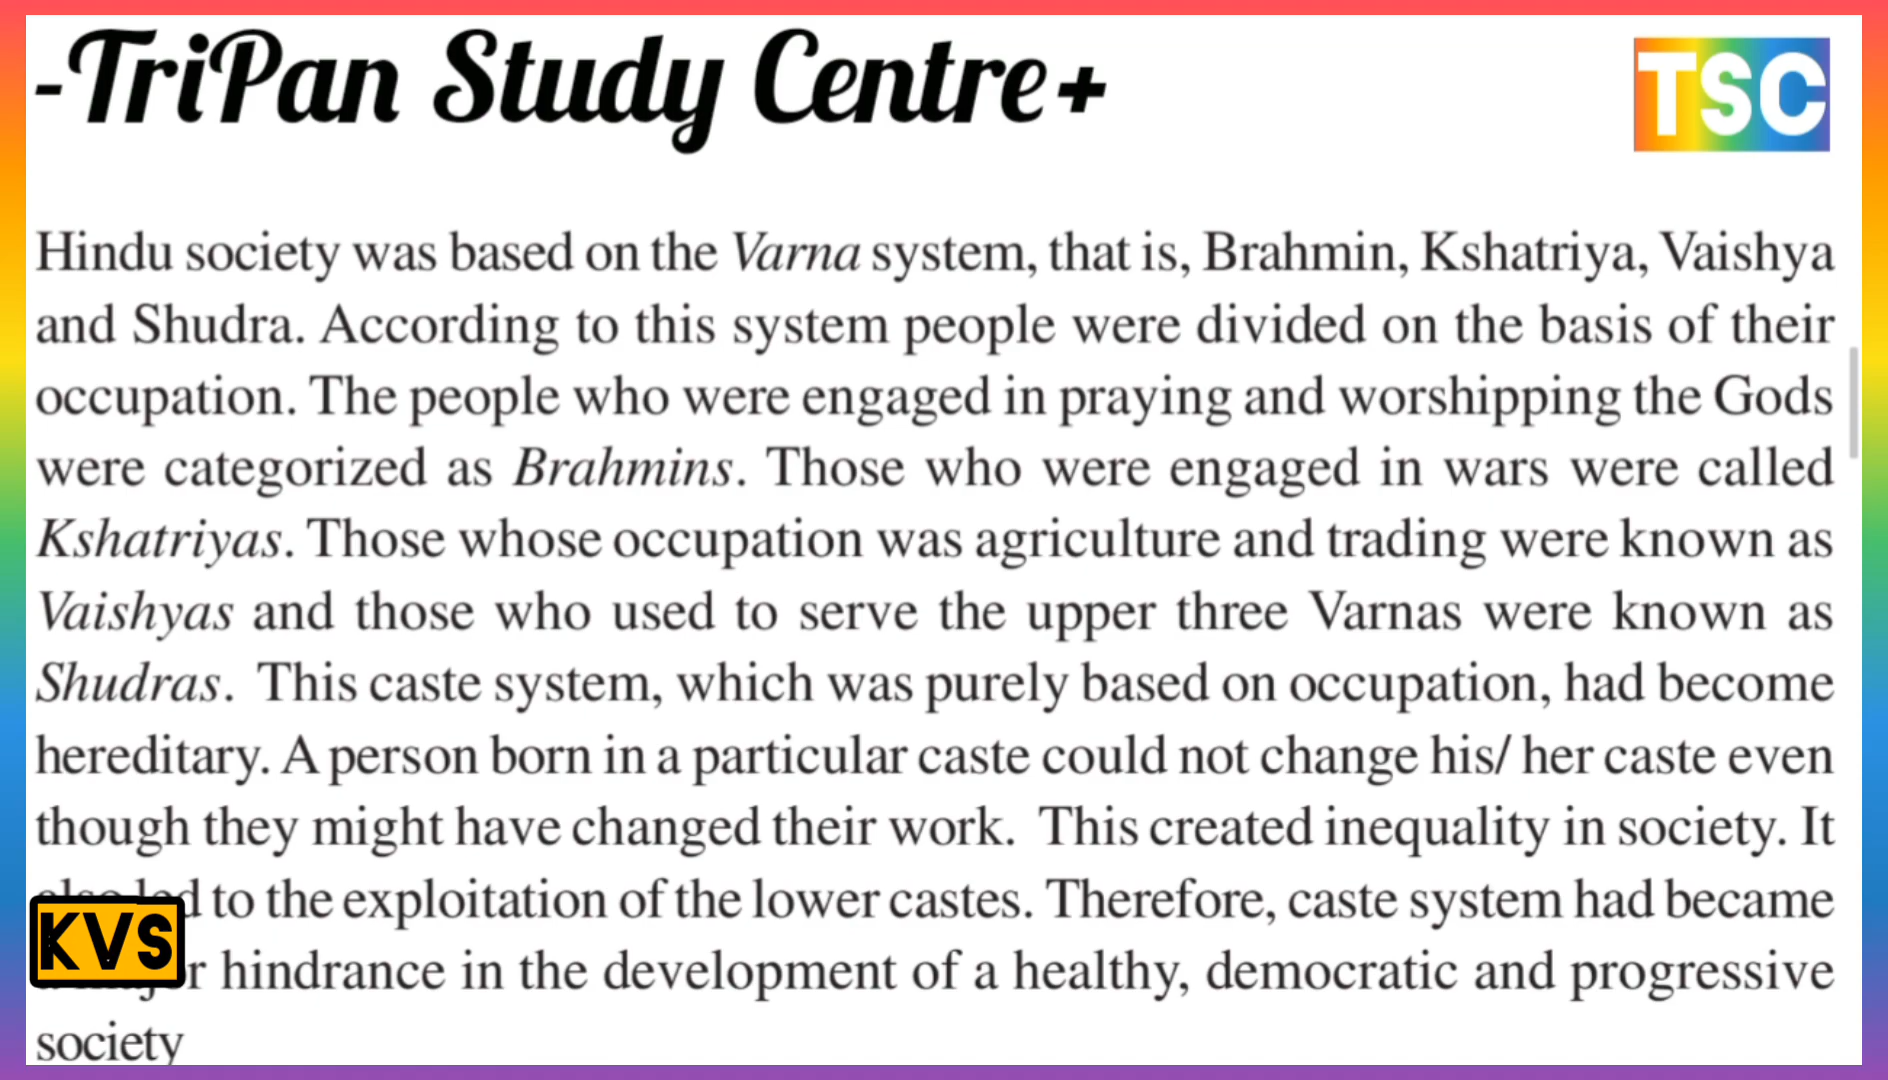 -TriPan Study Centre+
TSC
Hindu society was based on the Varna system, that is, Brahmin, Kshatriya, Vaishya
and Shudra. According to this system people were divided on the basis of their
occupation. The people who were engaged in praying and worshipping the Gods
were categorized as Brahmins. Those who were engaged in wars were called
Kshatriyas. Those whose occupation was agriculture and trading were known as
Vaishyas and those who used to serve the upper three Varnas were known as
Shudras. This caste system, which was purely based on occupation, had become
hereditary. A person born in a particular caste could not change his/ her caste even
though they might have changed their work. This created inequality in society. It
to the exploitation of the lower castes. Therefore, caste system had became
KVS
hindrance in the development of a healthy, democratic and progressive
society